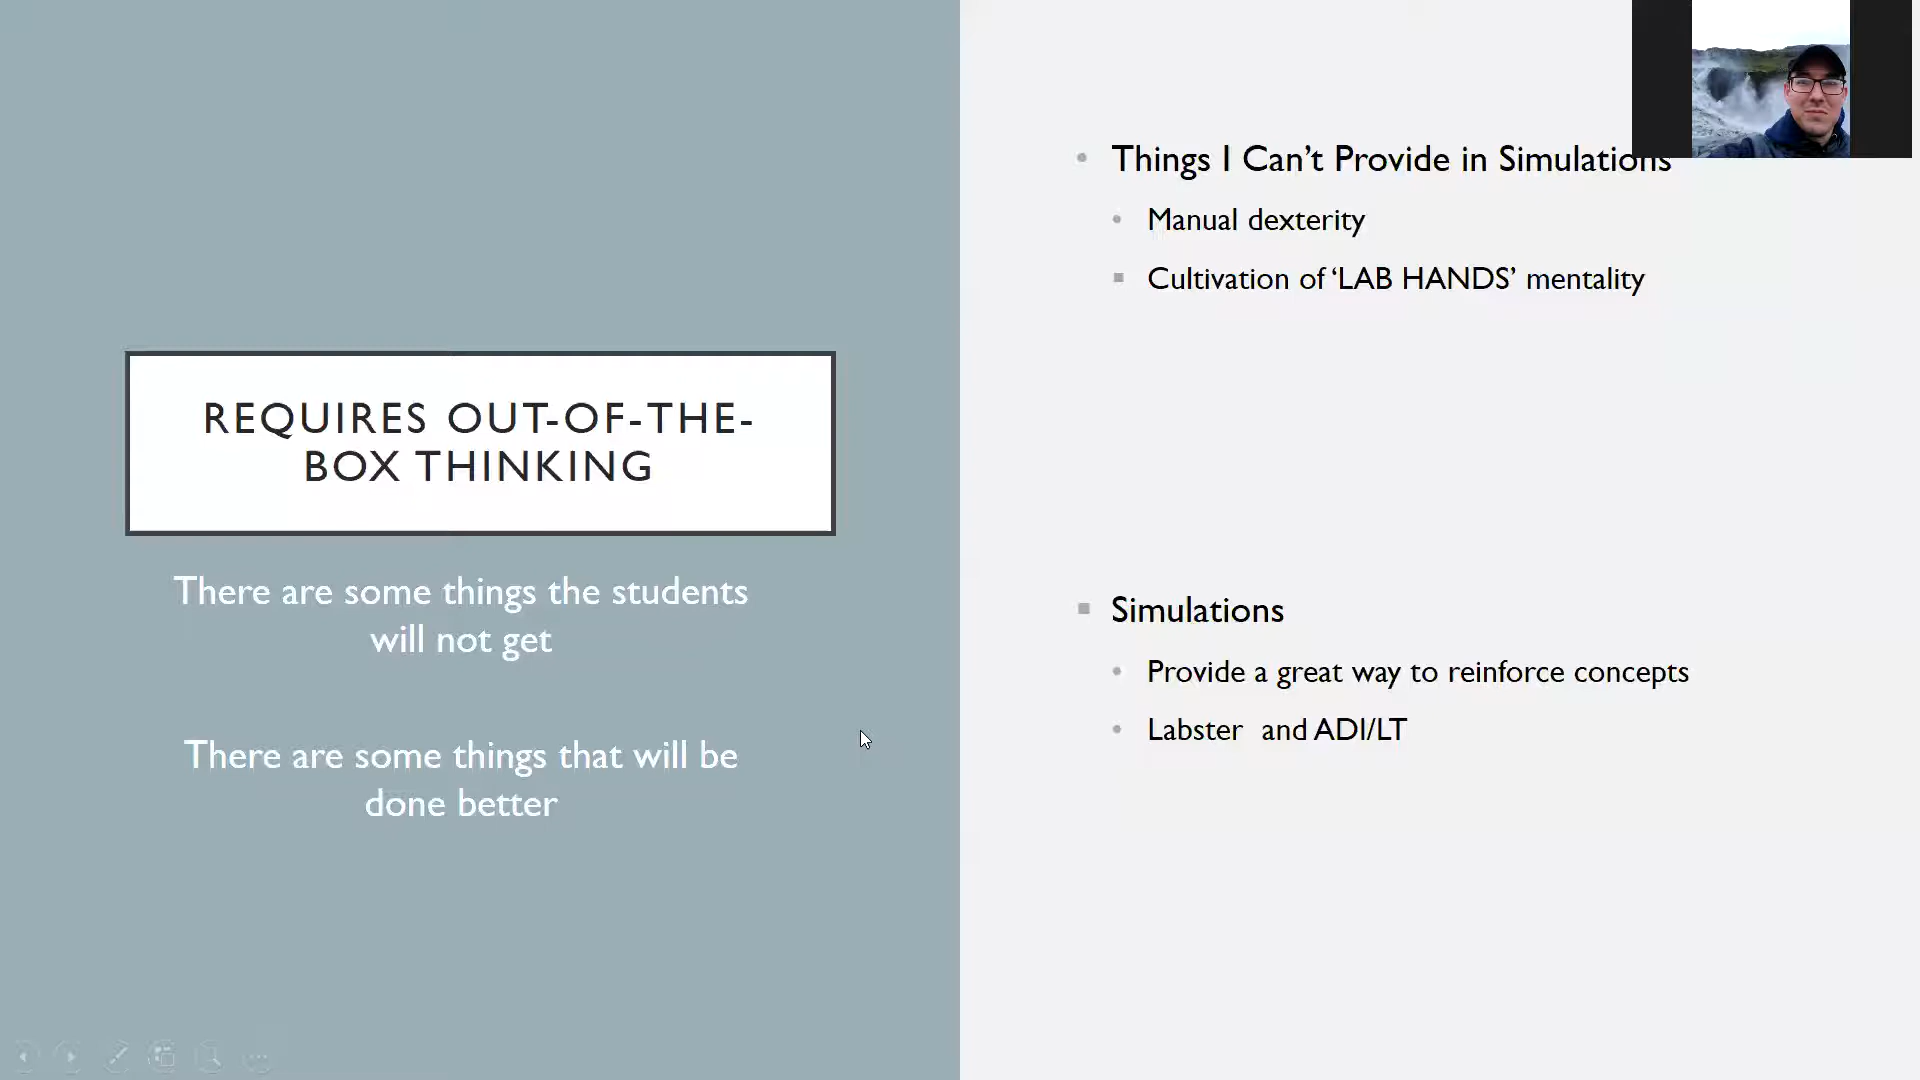 REQUIRES OUT-OF-THE-
BOX THINKING
There are some things the students
will not get
There are some things that will be
done better
Things I Can’t Provide in Simulations
Manual dexterity
Cultivation of ‘LAB HANDS’ mentality
Simulations
Provide a great way to reinforce concepts
Labster and ADI/LT